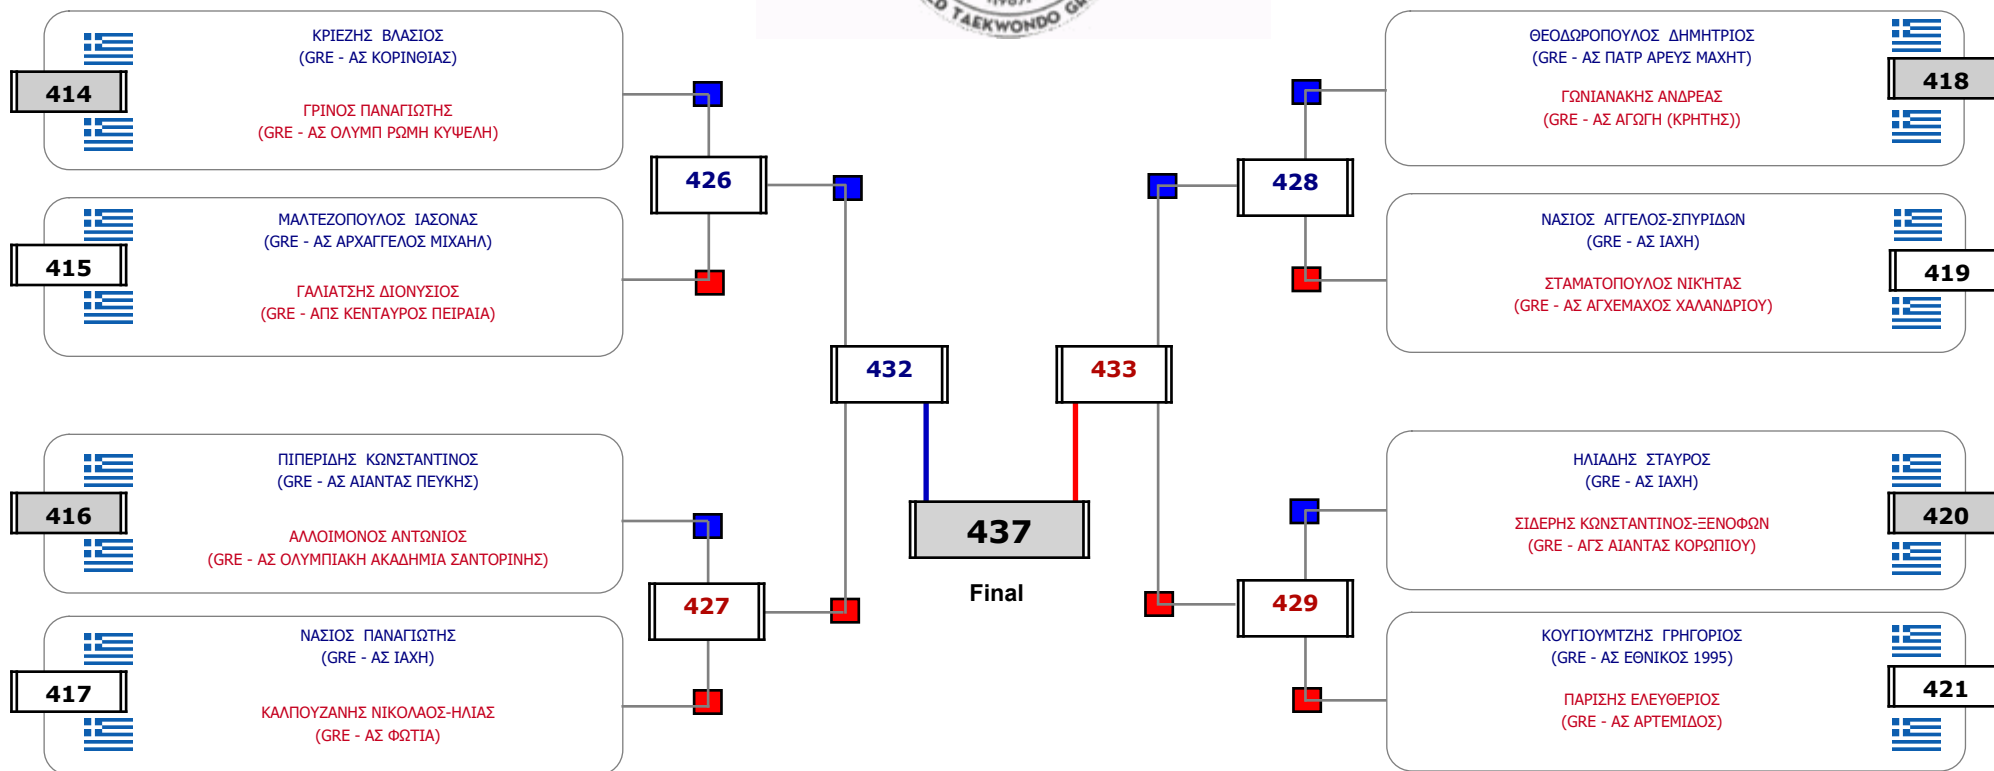 TAEKWONDO
414
ΚΡΙΕΖΗΣ ΒΛΑΣΙΟΣ
(GRE - ΑΣ ΚΟΡΙΝΘΙΑΣ)
ΓΡΙΝΟΣ ΠΑΝΑΓΙΩΤΗΣ
(GRE - ΑΣ ΟΛΥΜΠ ΡΩΜΗ ΚΥΨΕΛΗ)
415
ΜΑΛΤΕΖΟΠΟΥΛΟΣ ΙΑΣΟΝΑΣ
(GRE - ΑΣ ΑΡΧΑΓΓΕΛΟΣ ΜΙΧΑΗΛ)
ΓΑΛΙΑΤΣΗΣ ΔΙΟΝΥΣΙΟΣ
(GRE - ΑΠΣ ΚΕΝΤΑΥΡΟΣ ΠΕΙΡΑΙΑ)
416
ΠΙΠΕΡΙΔΗΣ ΚΩΝΣΤΑΝΤΙΝΟΣ
(GRE - ΑΣ ΑΙΑΝΤΑΣ ΠΕΥΚΗΣ)
ΑΛΛΟΙΜΟΝΟΣ ΑΝΤΩΝΙΟΣ
(GRE - ΑΣ ΟΛΥΜΠΙΑΚΗ ΑΚΑΔΗΜΙΑ ΣΑΝΤΟΡΙΝΗΣ)
417
ΝΑΣΙΟΣ ΠΑΝΑΓΙΩΤΗΣ
(GRE - ΑΣ ΙΑΧΗ)
ΚΑΛΠΟΥΖΑΝΗΣ ΝΙΚΟΛΑΟΣ-ΗΛΙΑΣ
(GRE - ΑΣ ΦΩΤΙΑ)
426
427
432
437
Final
433
428
429
ΘΕΟΔΩΡΟΠΟΥΛΟΣ ΔΗΜΗΤΡΙΟΣ
(GRE - ΑΣ ΠΑΤΡ ΑΡΕΥΣ ΜΑΧΗΤ)
418
ΓΩΝΙΑΝΑΚΗΣ ΑΝΔΡΕΑΣ
(GRE - ΑΣ ΑΓΩΓΗ (ΚΡΗΤΗΣ))
ΝΑΣΙΟΣ ΑΓΓΕΛΟΣ-ΣΠΥΡΙΔΩΝ
(GRE - ΑΣ ΙΑΧΗ)
419
ΣΤΑΜΑΤΟΠΟΥΛΟΣ ΝΙΚΉΤΑΣ
(GRE - ΑΣ ΑΓΧΕΜΑΧΟΣ ΧΑΛΑΝΔΡΙΟΥ)
ΗΛΙΑΔΗΣ ΣΤΑΥΡΟΣ
(GRE - ΑΣ ΙΑΧΗ)
420
ΣΙΔΕΡΗΣ ΚΩΝΣΤΑΝΤΙΝΟΣ-ΞΕΝΟΦΩΝ
(GRE - ΑΓΣ ΑΙΑΝΤΑΣ ΚΟΡΩΠΙΟΥ)
ΚΟΥΓΙΟΥΜΤΖΗΣ ΓΡΗΓΟΡΙΟΣ
(GRE - ΑΣ ΕΘΝΙΚΟΣ 1995)
421
ΠΑΡΙΣΗΣ ΕΛΕΥΘΕΡΙΟΣ
(GRE - ΑΣ ΑΡΤΕΜΙΔΟΣ)